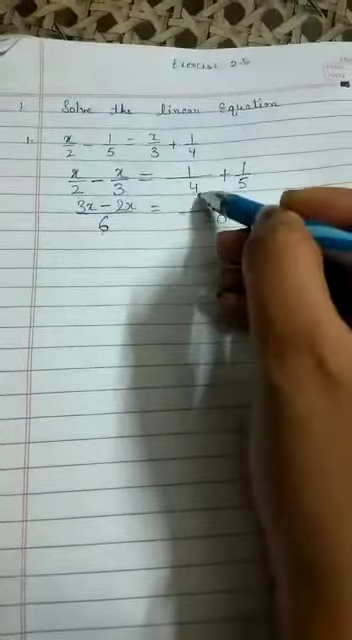 Exercise 2.5
1. Solve the linear Equation
1. x/2 - 1/5 = x/3 + 1/4
x/2 - x/3 = 1/4 + 1/5
3x - 2x / 6 =